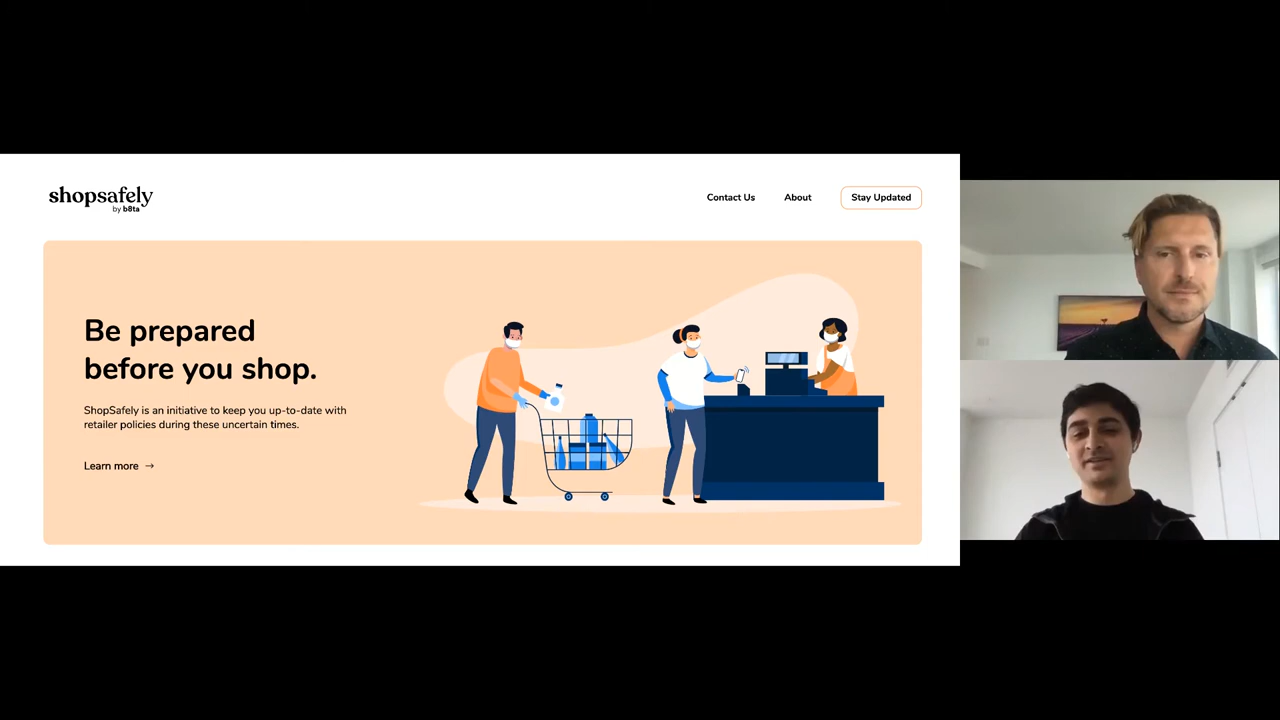 shopsafely
by b8ta
Contact Us
About
Stay Updated
Be prepared
before you shop.
ShopSafely is an initiative to keep you up-to-date with
retailer policies during these uncertain times.
Learn more →